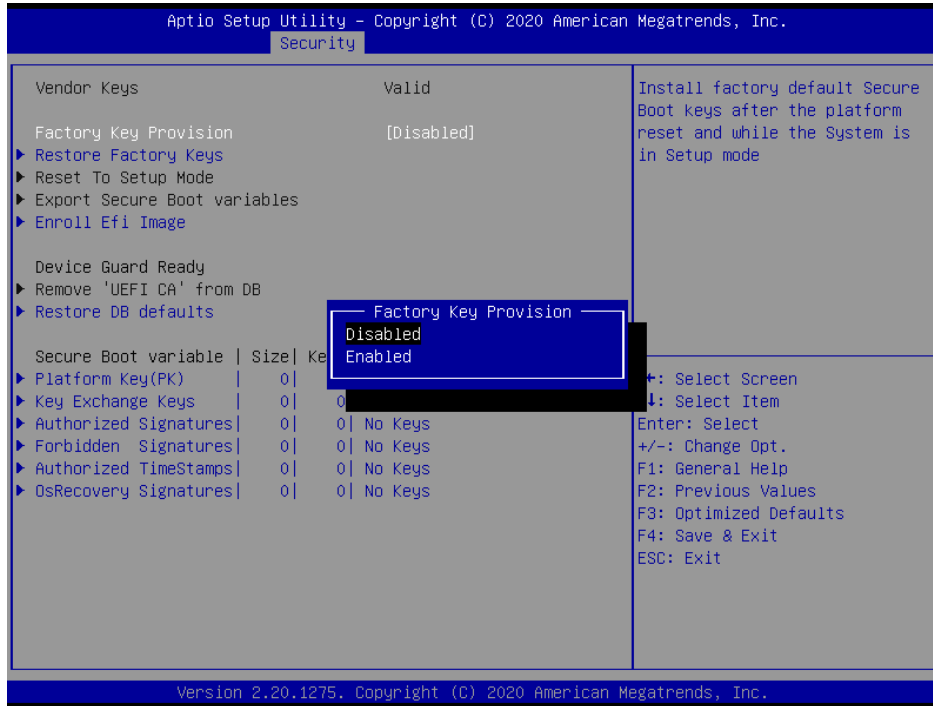 Aptio Setup Utility – Copyright (C) 2020 American Megatrends, Inc.
Security
Vendor Keys Valid
Factory Key Provision [Disabled]
Restore Factory Keys
Reset To Setup Mode
Export Secure Boot variables
Enroll Efi Image
Device Guard Ready
Remove 'UEFI CA' from DB
Restore DB defaults
Secure Boot variable | Size| Ke
Platform Key(PK) | 0|
Key Exchange Keys | 0| 0
Authorized Signatures| 0| 0| No Keys
Forbidden Signatures| 0| 0| No Keys
Authorized TimeStamps| 0| 0| No Keys
OsRecovery Signatures| 0| 0| No Keys
Factory Key Provision
Disabled
Enabled
Install factory default Secure
Boot keys after the platform
reset and while the System is
in Setup mode
←: Select Screen
↓: Select Item
Enter: Select
+/-: Change Opt.
F1: General Help
F2: Previous Values
F3: Optimized Defaults
F4: Save & Exit
ESC: Exit
Version 2.20.1275. Copyright (C) 2020 American Megatrends, Inc.